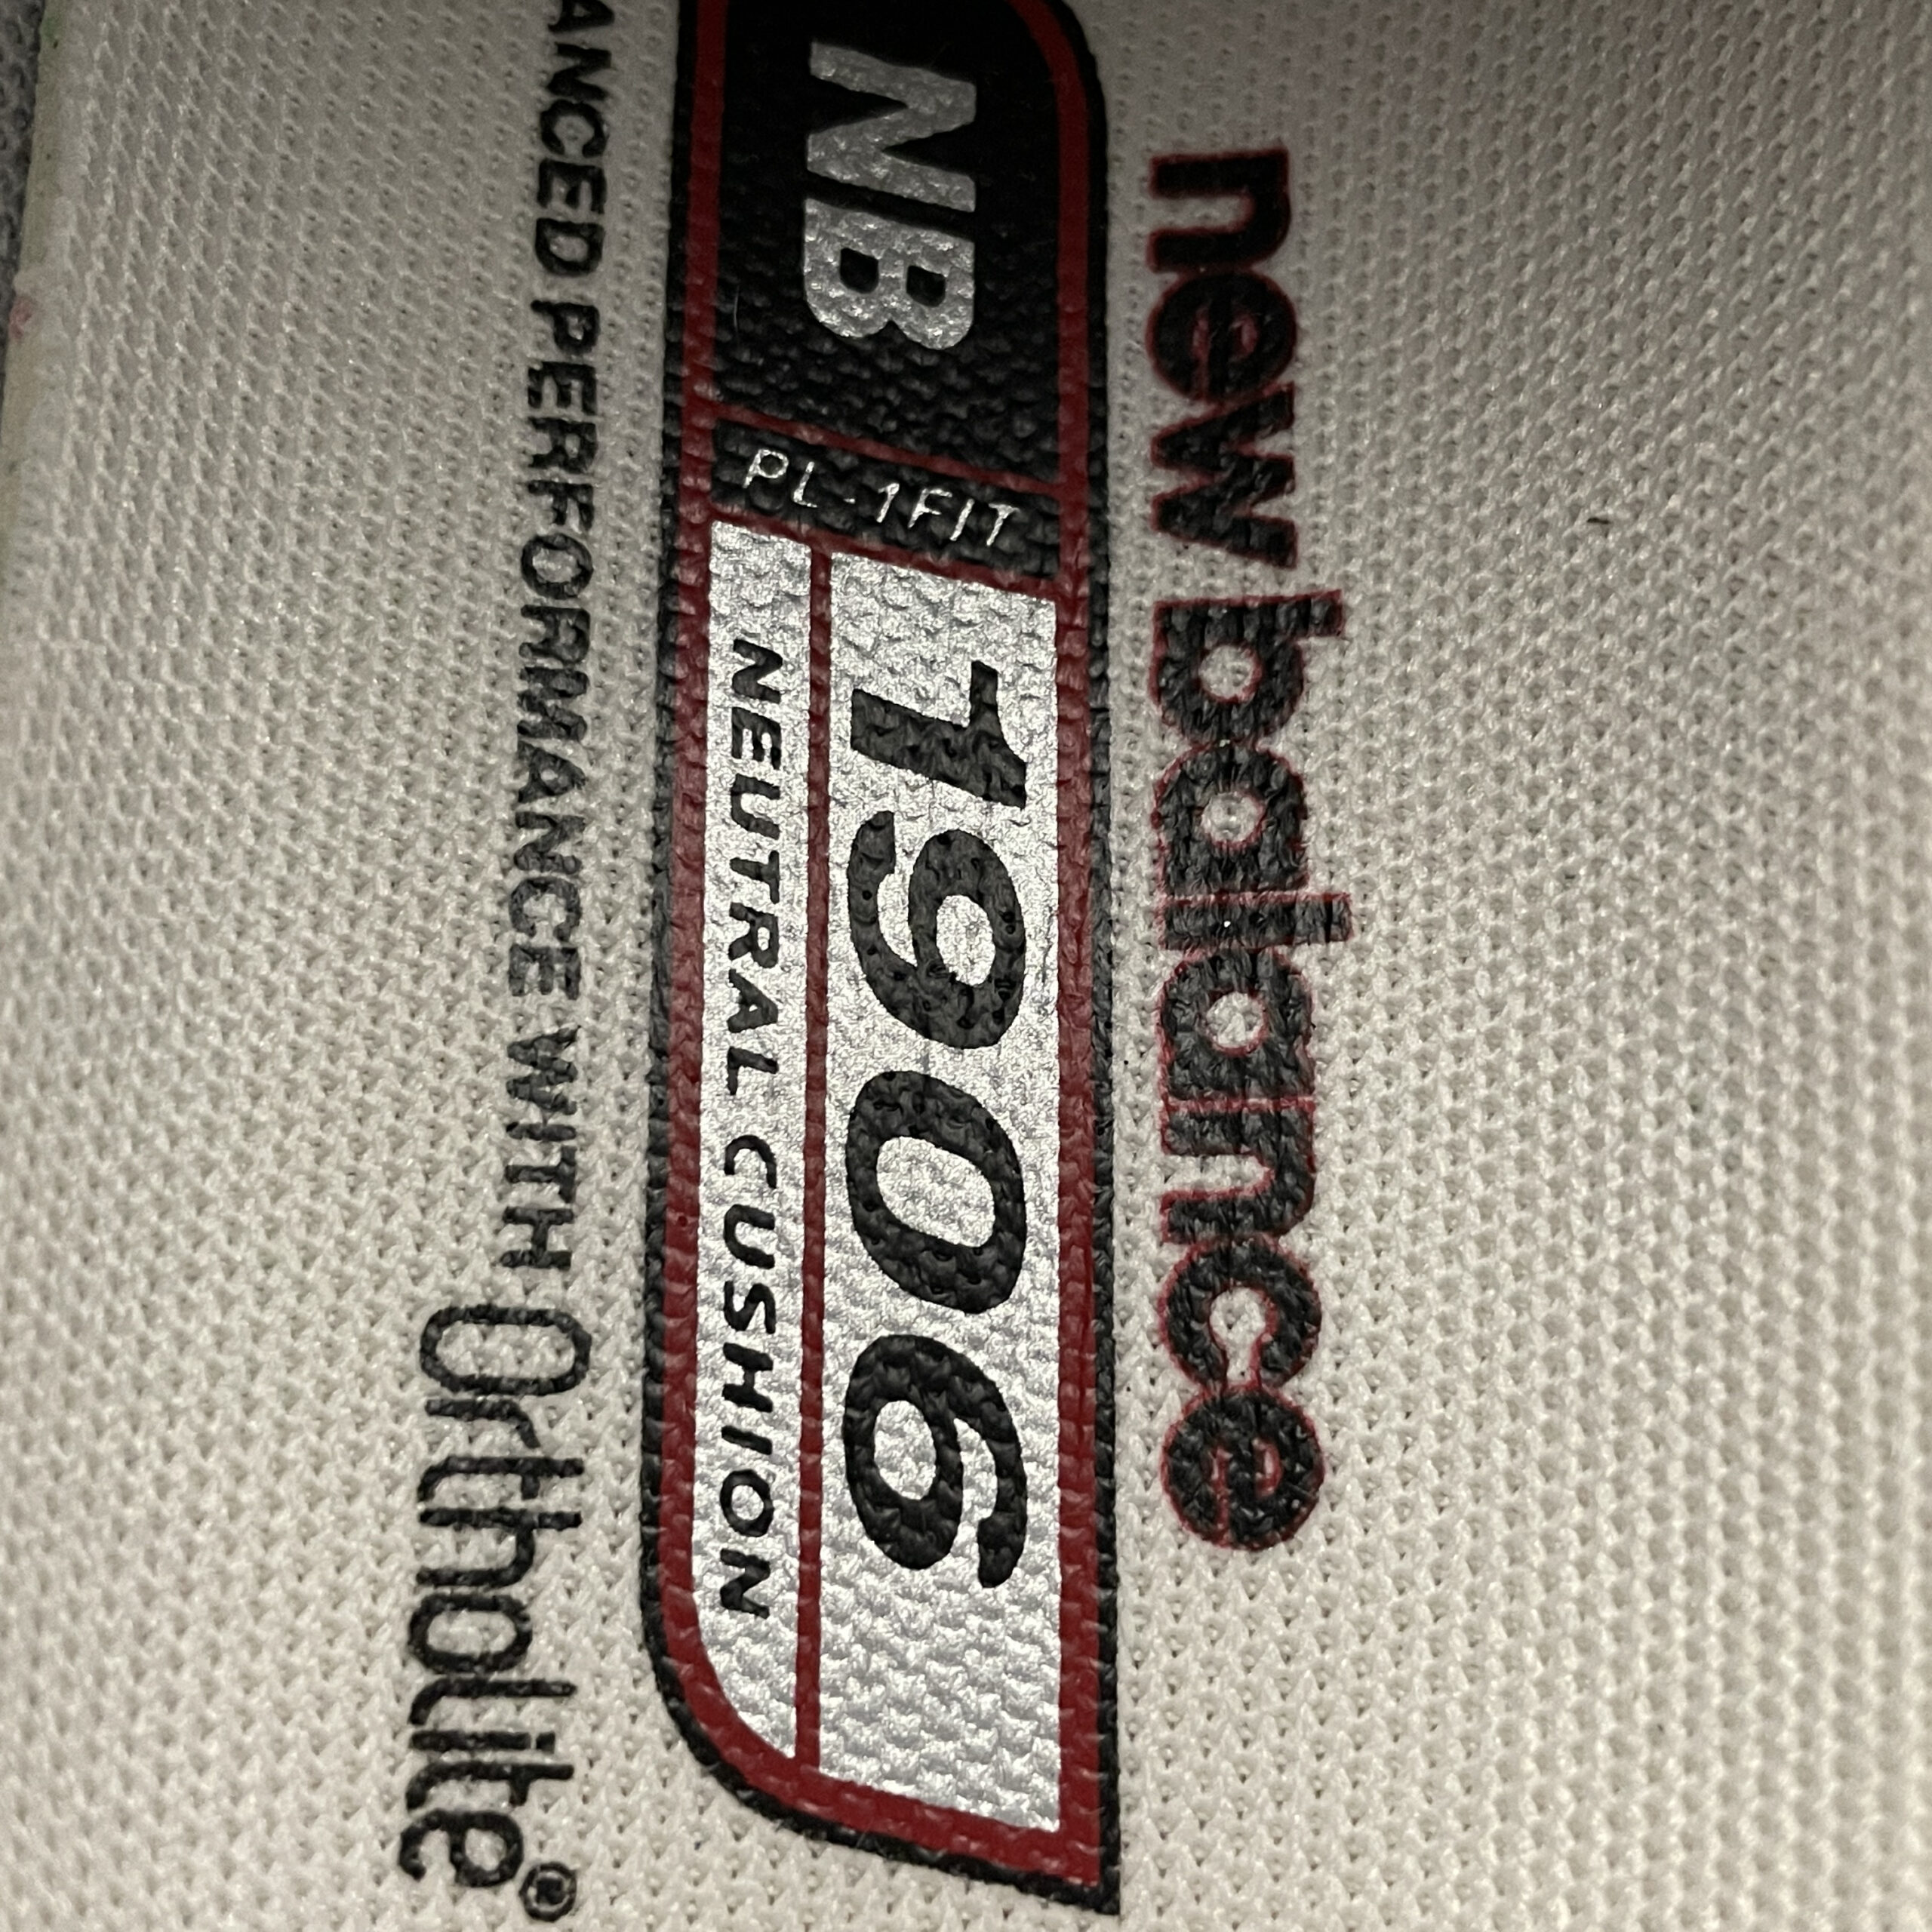 new balance
NB
PL-1FIT
1906
NEUTRAL CUSHION
ANCED PERFORMANCE WITH Ortholite®